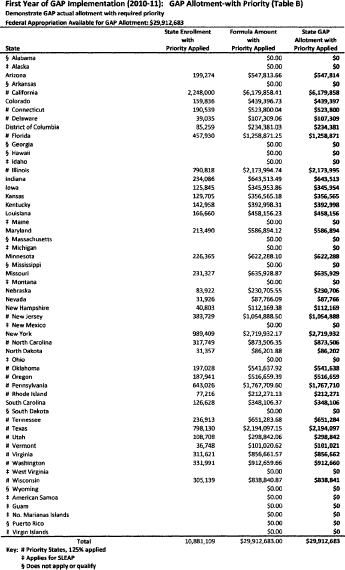 First Year of GAP Implementation (2010-11): GAP Allotment-with Priority (Table B)
Demonstrate GAP actual allotment with required priority
Federal Appropriation Available for GAP Allotment: $29,912,683
State Enrollment Formula Amount State GAP
with with Allotment with
State Priority Applied Priority Applied Priority Applied
§ Alabama $0.00 $0
‡ Alaska $0.00 $0
Arizona 199,274 $547,813.66 $547,814
§ Arkansas $0.00 $0
# California 2,248,000 $6,179,858.41 $6,179,858
Colorado 159,836 $439,396.73 $439,397
# Connecticut 190,539 $523,800.04 $523,800
# Delaware 39,035 $107,309.06 $107,309
District of Columbia 85,259 $234,381.03 $234,381
# Florida 457,930 $1,258,871.25 $1,258,871
§ Georgia $0.00 $0
§ Hawaii $0.00 $0
‡ Idaho $0.00 $0
# Illinois 790,818 $2,173,994.74 $2,173,995
Indiana 234,086 $643,513.49 $643,513
Iowa 125,845 $345,953.86 $345,954
Kansas 129,705 $356,565.18 $356,565
Kentucky 142,958 $392,998.31 $392,998
Louisiana 166,660 $458,156.23 $458,156
‡ Maine $0.00 $0
Maryland 213,490 $586,894.12 $586,894
§ Massachusetts $0.00 $0
‡ Michigan $0.00 $0
Minnesota 226,365 $622,288.10 $622,288
§ Mississippi $0.00 $0
Missouri 231,327 $635,928.87 $635,929
‡ Montana $0.00 $0
Nebraska 83,922 $230,705.55 $230,706
Nevada 31,926 $87,766.09 $87,766
New Hampshire 40,803 $112,169.38 $112,169
# New Jersey 383,729 $1,054,888.50 $1,054,888
‡ New Mexico $0.00 $0
New York 989,409 $2,719,932.17 $2,719,932
# North Carolina 317,749 $873,506.35 $873,506
North Dakota 31,357 $86,201.88 $86,202
‡ Ohio $0.00 $0
# Oklahoma 197,028 $541,637.92 $541,638
# Oregon 187,941 $516,659.39 $516,659
# Pennsylvania 643,026 $1,767,709.60 $1,767,710
# Rhode Island 77,216 $212,271.13 $212,271
South Carolina 126,628 $348,106.37 $348,106
§ South Dakota $0.00 $0
# Tennessee 236,913 $651,283.68 $651,284
# Texas 798,130 $2,194,097.15 $2,194,097
# Utah 108,708 $298,842.06 $298,842
# Vermont 36,748 $101,020.62 $101,021
# Virginia 311,621 $856,661.57 $856,662
# Washington 331,991 $912,659.66 $912,660
‡ West Virginia $0.00 $0
# Wisconsin 305,139 $838,840.87 $838,841
§ Wyoming $0.00 $0
‡ American Samoa $0.00 $0
‡ Guam $0.00 $0
‡ No. Marianas Islands $0.00 $0
§ Puerto Rico $0.00 $0
‡ Virgin Islands $0.00 $0
Total 10,881,109 $29,912,683.00 $29,912,683
Key: # Priority States, 125% applied
‡ Applies for SLEAP
§ Does not apply or qualify